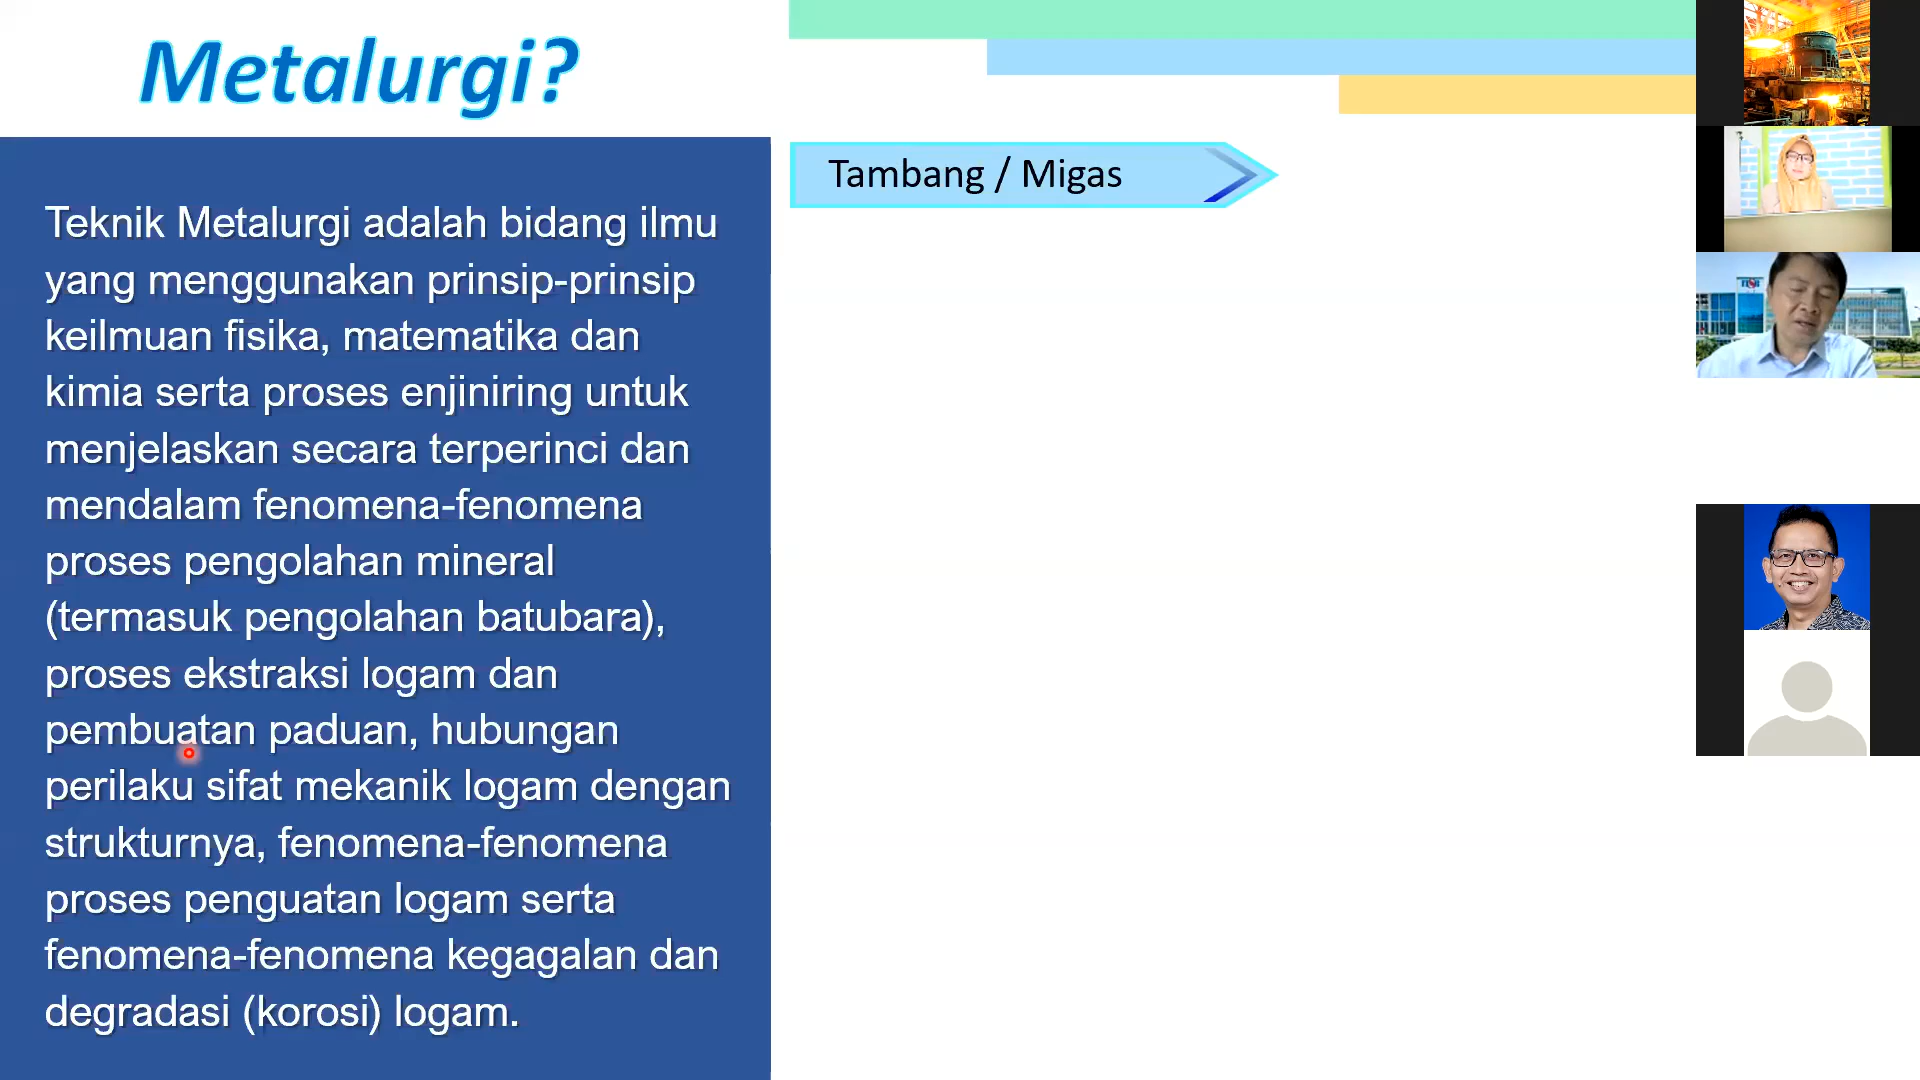 Metalurgi?
Tambang / Migas
Teknik Metalurgi adalah bidang ilmu
yang menggunakan prinsip-prinsip
keilmuan fisika, matematika dan
kimia serta proses enjiniring untuk
menjelaskan secara terperinci dan
mendalam fenomena-fenomena
proses pengolahan mineral
(termasuk pengolahan batubara),
proses ekstraksi logam dan
pembuatan paduan, hubungan
perilaku sifat mekanik logam dengan
strukturnya, fenomena-fenomena
proses penguatan logam serta
fenomena-fenomena kegagalan dan
degradasi (korosi) logam.